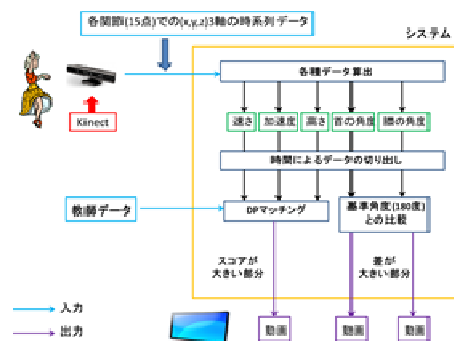 各関節i(15点)での(x,y,z)3軸の時系列データ
システム
各種データ算出
Kiinect
速さ
加速度
高さ
首の角度
腰の角度
時間によるデータの切り出し
教師データ
DPマッチング
基準角度(180度)
との比較
スコアが
大きい部分
差が
大きい部分
入力
出力
動画
動画
動画